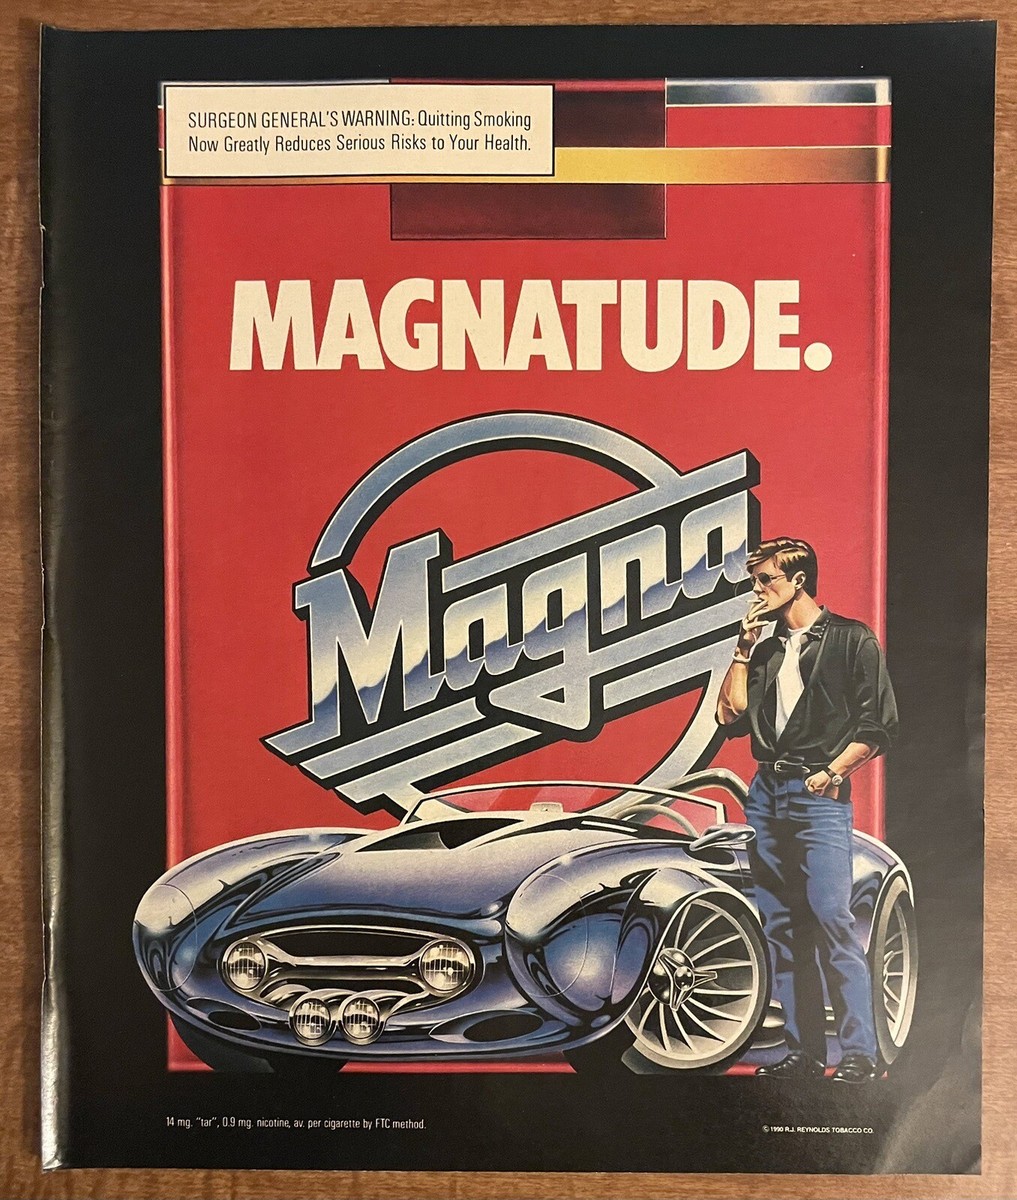 SURGEON GENERAL'S WARNING: Quitting Smoking
Now Greatly Reduces Serious Risks to Your Health.
MAGNATUDE.
Magna
14 mg. "tar", 0.9 mg. nicotine, av. per cigarette by FTC method.
© 1990 R.J. REYNOLDS TOBACCO CO.